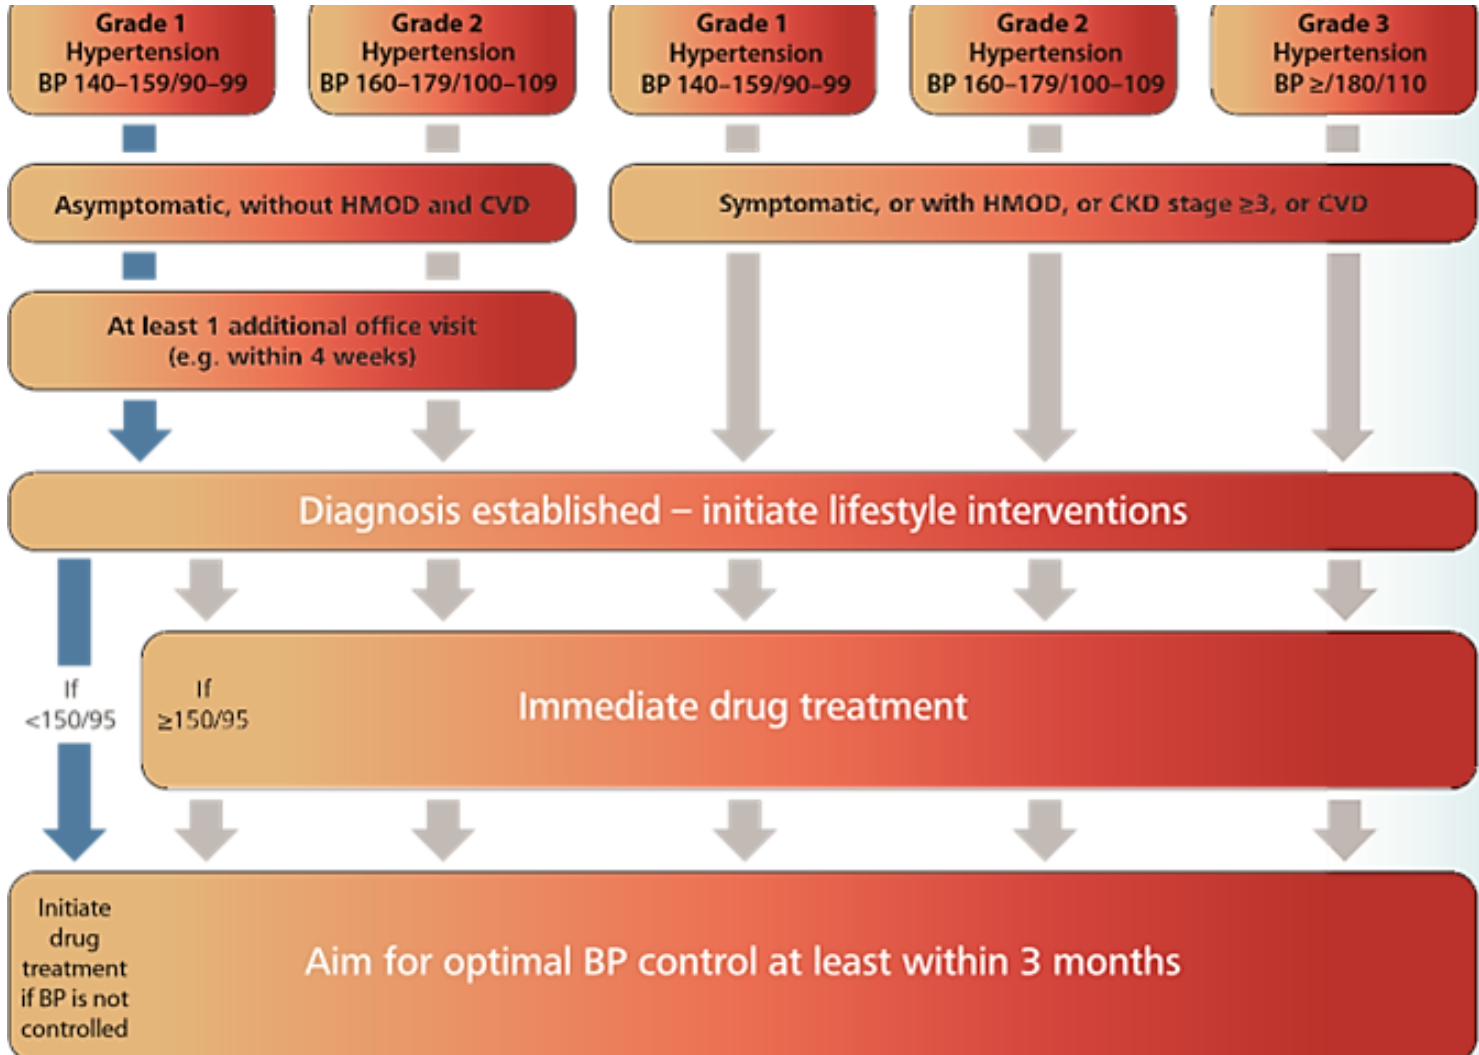 Grade 1
Hypertension
BP 140–159/90–99
Grade 2
Hypertension
BP 160–179/100–109
Grade 1
Hypertension
BP 140–159/90–99
Grade 2
Hypertension
BP 160–179/100–109
Grade 3
Hypertension
BP ≥/180/110
Asymptomatic, without HMOD and CVD
Symptomatic, or with HMOD, or CKD stage ≥3, or CVD
At least 1 additional office visit
(e.g. within 4 weeks)
Diagnosis established – initiate lifestyle interventions
If
<150/95
If
≥150/95
Immediate drug treatment
Initiate
drug
treatment
if BP is not
controlled
Aim for optimal BP control at least within 3 months